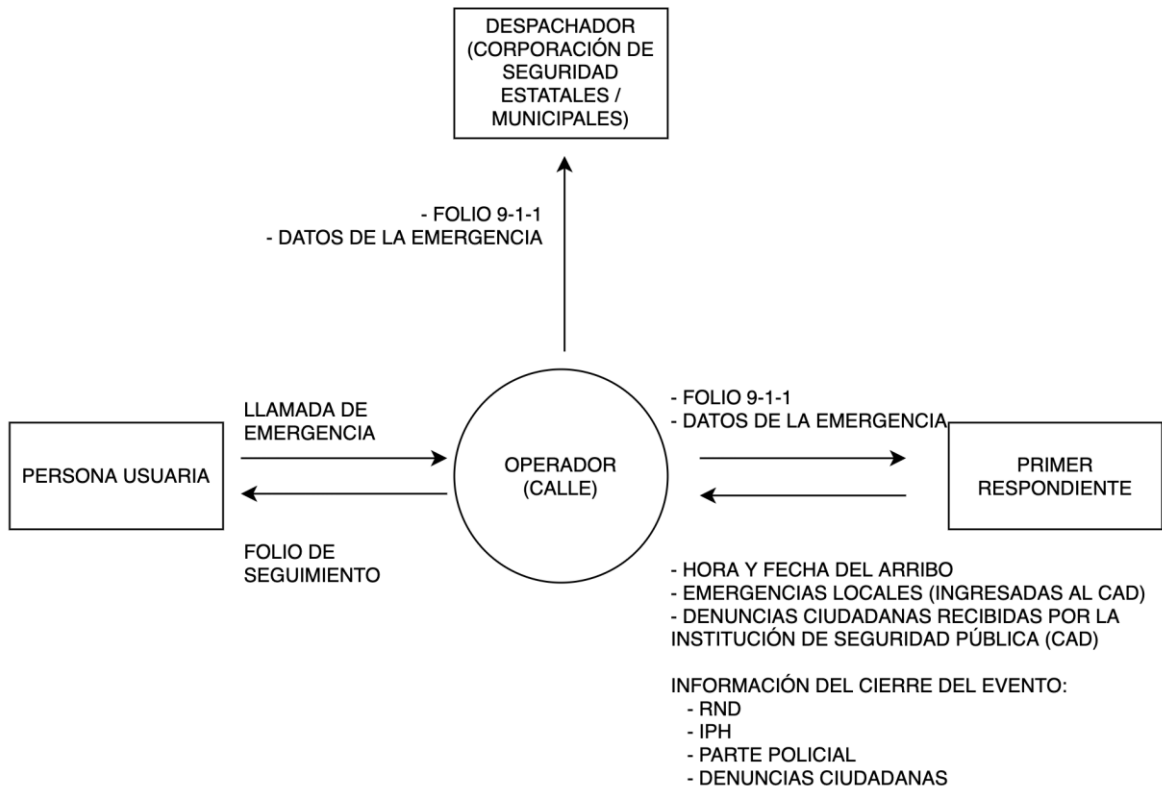 DESPACHADOR
(CORPORACIÓN DE
SEGURIDAD
ESTATALES /
MUNICIPALES)
- FOLIO 9-1-1
- DATOS DE LA EMERGENCIA
PERSONA USUARIA
LLAMADA DE
EMERGENCIA
FOLIO DE
SEGUIMIENTO
OPERADOR
(CALLE)
- FOLIO 9-1-1
- DATOS DE LA EMERGENCIA
PRIMER
RESPONDIENTE
- HORA Y FECHA DEL ARRIBO
- EMERGENCIAS LOCALES (INGRESADAS AL CAD)
- DENUNCIAS CIUDADANAS RECIBIDAS POR LA
INSTITUCIÓN DE SEGURIDAD PÚBLICA (CAD)
INFORMACIÓN DEL CIERRE DEL EVENTO:
- RND
- IPH
- PARTE POLICIAL
- DENUNCIAS CIUDADANAS